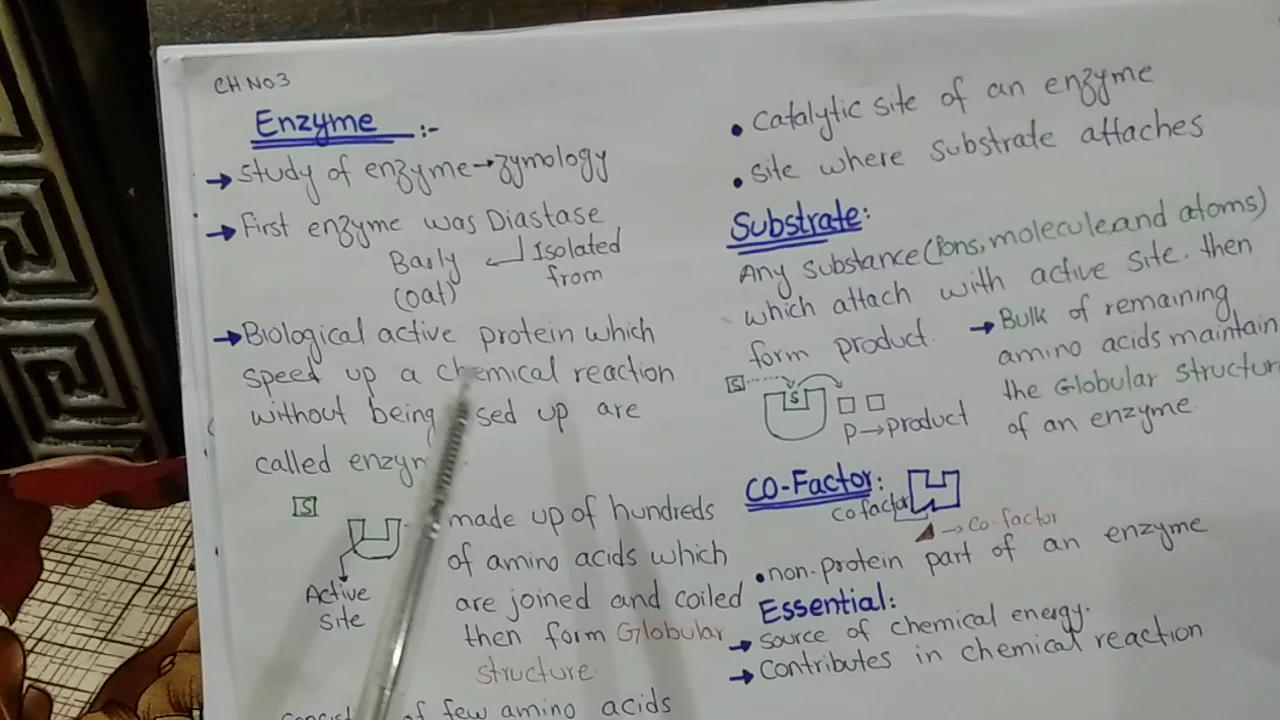 CH NO3
Enzyme :-
→ study of enzyme→zymology
→ First enzyme was Diastase
Barly Isolated
(oat) from
→ Biological active protein which
speed up a chemical reaction
without being sed up are
called enzy
S
Active
site
made up of hundreds
of amino acids which
are joined and coiled
then form Globular
structure.
of few amino acids
• Catalytic site of an enzyme
• site where substrate attaches
Substrate:
Any substance (Ions, molecule and atoms)
which attach with active site. then
form product.
→ Bulk of remaining
amino acids maintain
the Globular structur
of an enzyme.
S
S
P→product
CO-Factor:
Cofactor
→ Co-factor
• non-protein part of an enzyme
Essential:
→ source of chemical energy.
→ Contributes in chemical reaction